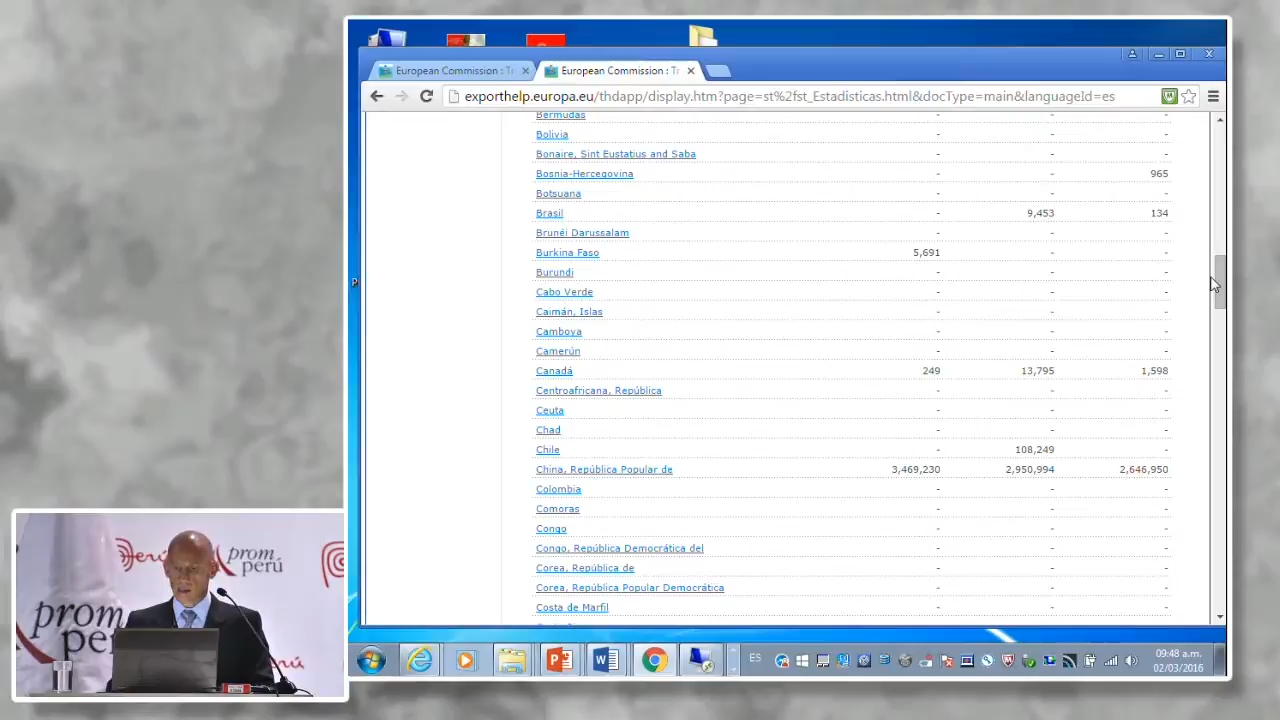 European Commission : Tr
European Commission : Tr
exporthelp.europa.eu/thdapp/display.htm?page=st%2fst_Estadisticas.html&docType=main&languageId=es
Bermudas
Bolivia - - -
Bonaire, Sint Eustatius and Saba - - -
Bosnia-Hercegovina - - 965
Botsuana - - -
Brasil - 9,453 134
Brunéi Darussalam - - -
Burkina Faso 5,691 - -
Burundi - - -
Cabo Verde - - -
Caimán, Islas - - -
Camboya - - -
Camerún - - -
Canadá 249 13,795 1,598
Centroafricana, República - - -
Ceuta - - -
Chad - - -
Chile - 108,249 -
China, República Popular de 3,469,230 2,950,994 2,646,950
Colombia - - -
Comoras - - -
Congo - - -
Congo, República Democrática del - - -
Corea, República de - - -
Corea, República Popular Democrática - - -
Costa de Marfil - - -
ES
09:48 a.m.
02/03/2016
Perú
prom
perú
prom